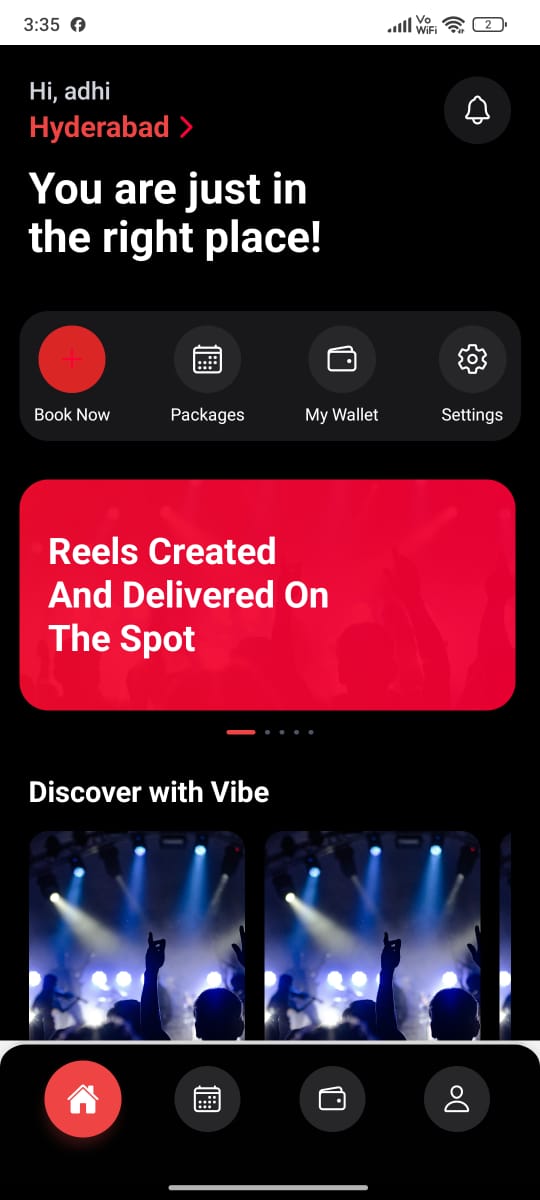 3:35
Vo
WiFi
2
Hi, adhi
Hyderabad
You are just in
the right place!
Book Now
Packages
My Wallet
Settings
Reels Created
And Delivered On
The Spot
Discover with Vibe